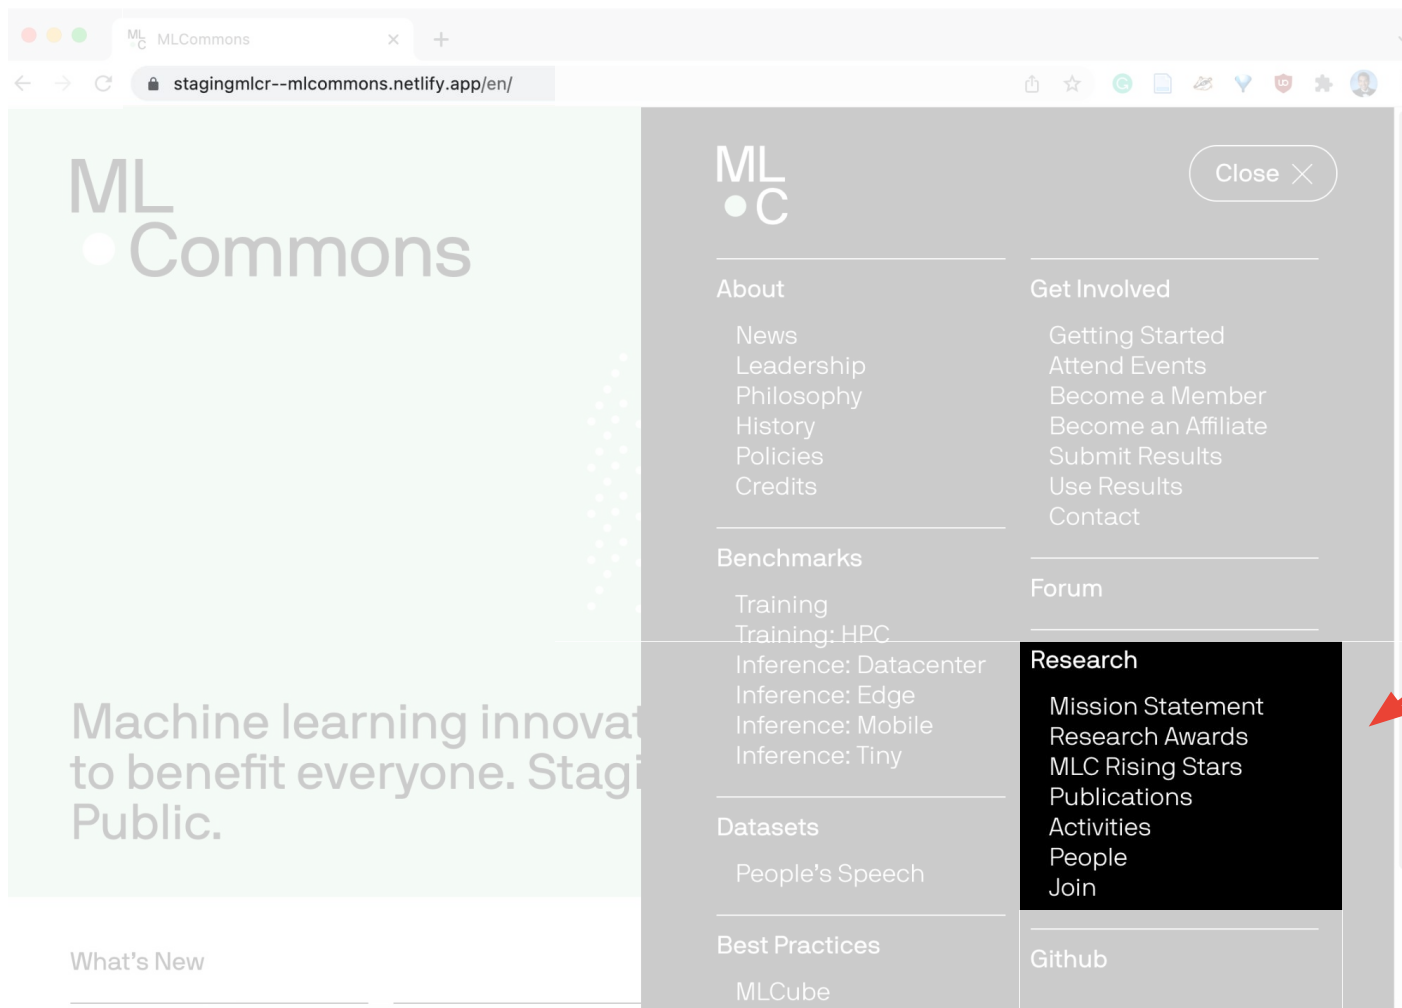 MLCommons
stagingmlcr--mlcommons.netlify.app/en/
ML
Commons
Machine learning innovat
to benefit everyone. Stagi
Public.
What's New
ML
C
Close
About
News
Leadership
Philosophy
History
Policies
Credits
Benchmarks
Training
Training: HPC
Inference: Datacenter
Inference: Edge
Inference: Mobile
Inference: Tiny
Datasets
People's Speech
Best Practices
MLCube
Get Involved
Getting Started
Attend Events
Become a Member
Become an Affiliate
Submit Results
Use Results
Contact
Forum
Research
Mission Statement
Research Awards
MLC Rising Stars
Publications
Activities
People
Join
Github